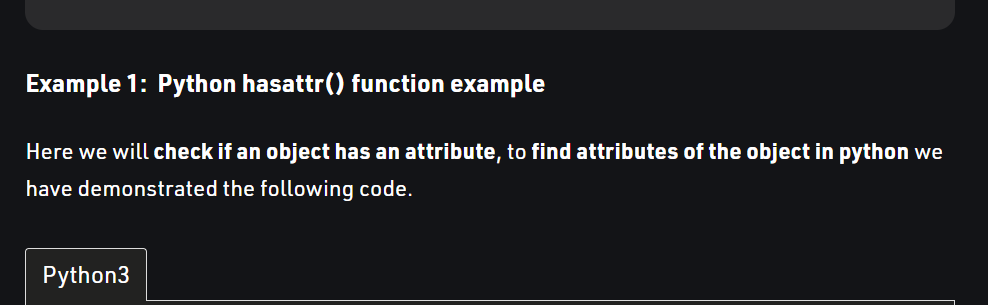 Example 1:  Python hasattr() function example
Here we will check if an object has an attribute, to find attributes of the object in python we
have demonstrated the following code.
Python3